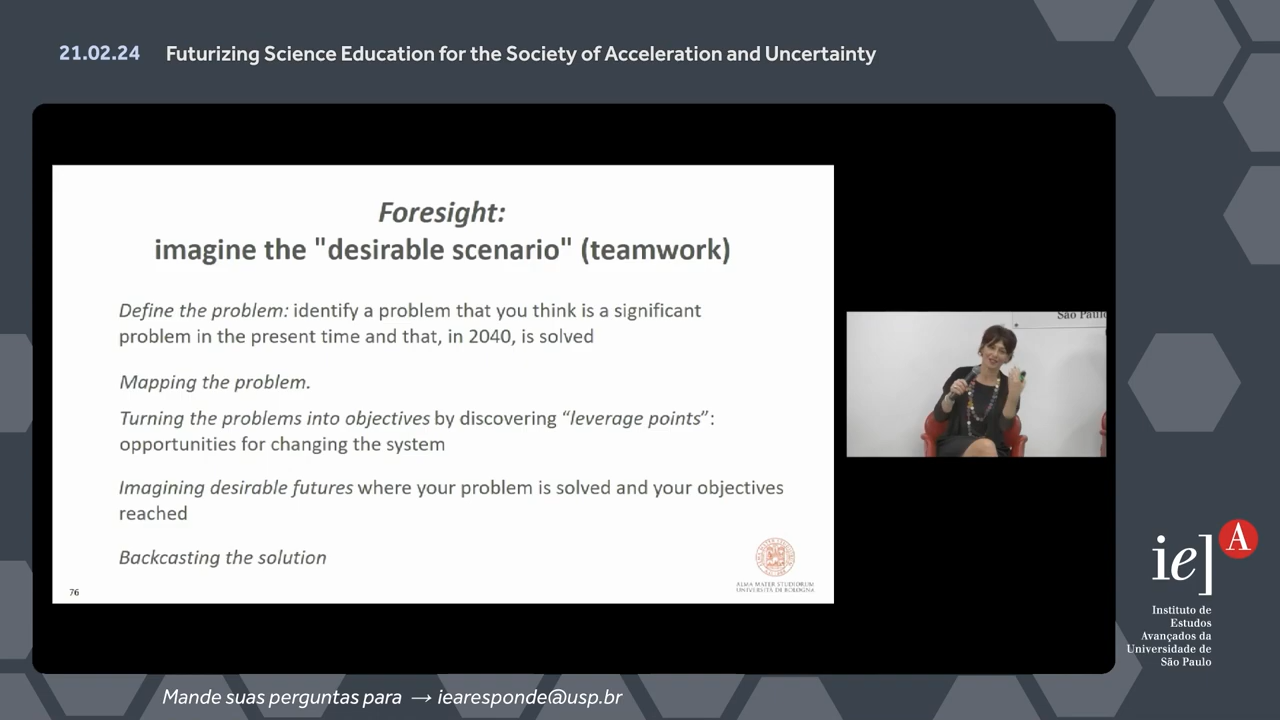 21.02.24 Futurizing Science Education for the Society of Acceleration and Uncertainty
Foresight:
imagine the "desirable scenario" (teamwork)
Define the problem: identify a problem that you think is a significant
problem in the present time and that, in 2040, is solved
Mapping the problem.
Turning the problems into objectives by discovering “leverage points”:
opportunities for changing the system
Imagining desirable futures where your problem is solved and your objectives
reached
Backcasting the solution
76
ALMA MATER STUDIORUM
UNIVERSITÀ DI BOLOGNA
São Paulo
ie] A
Instituto de
Estudos
Avançados da
Universidade de
São Paulo
Mande suas perguntas para → iearesponde@usp.br